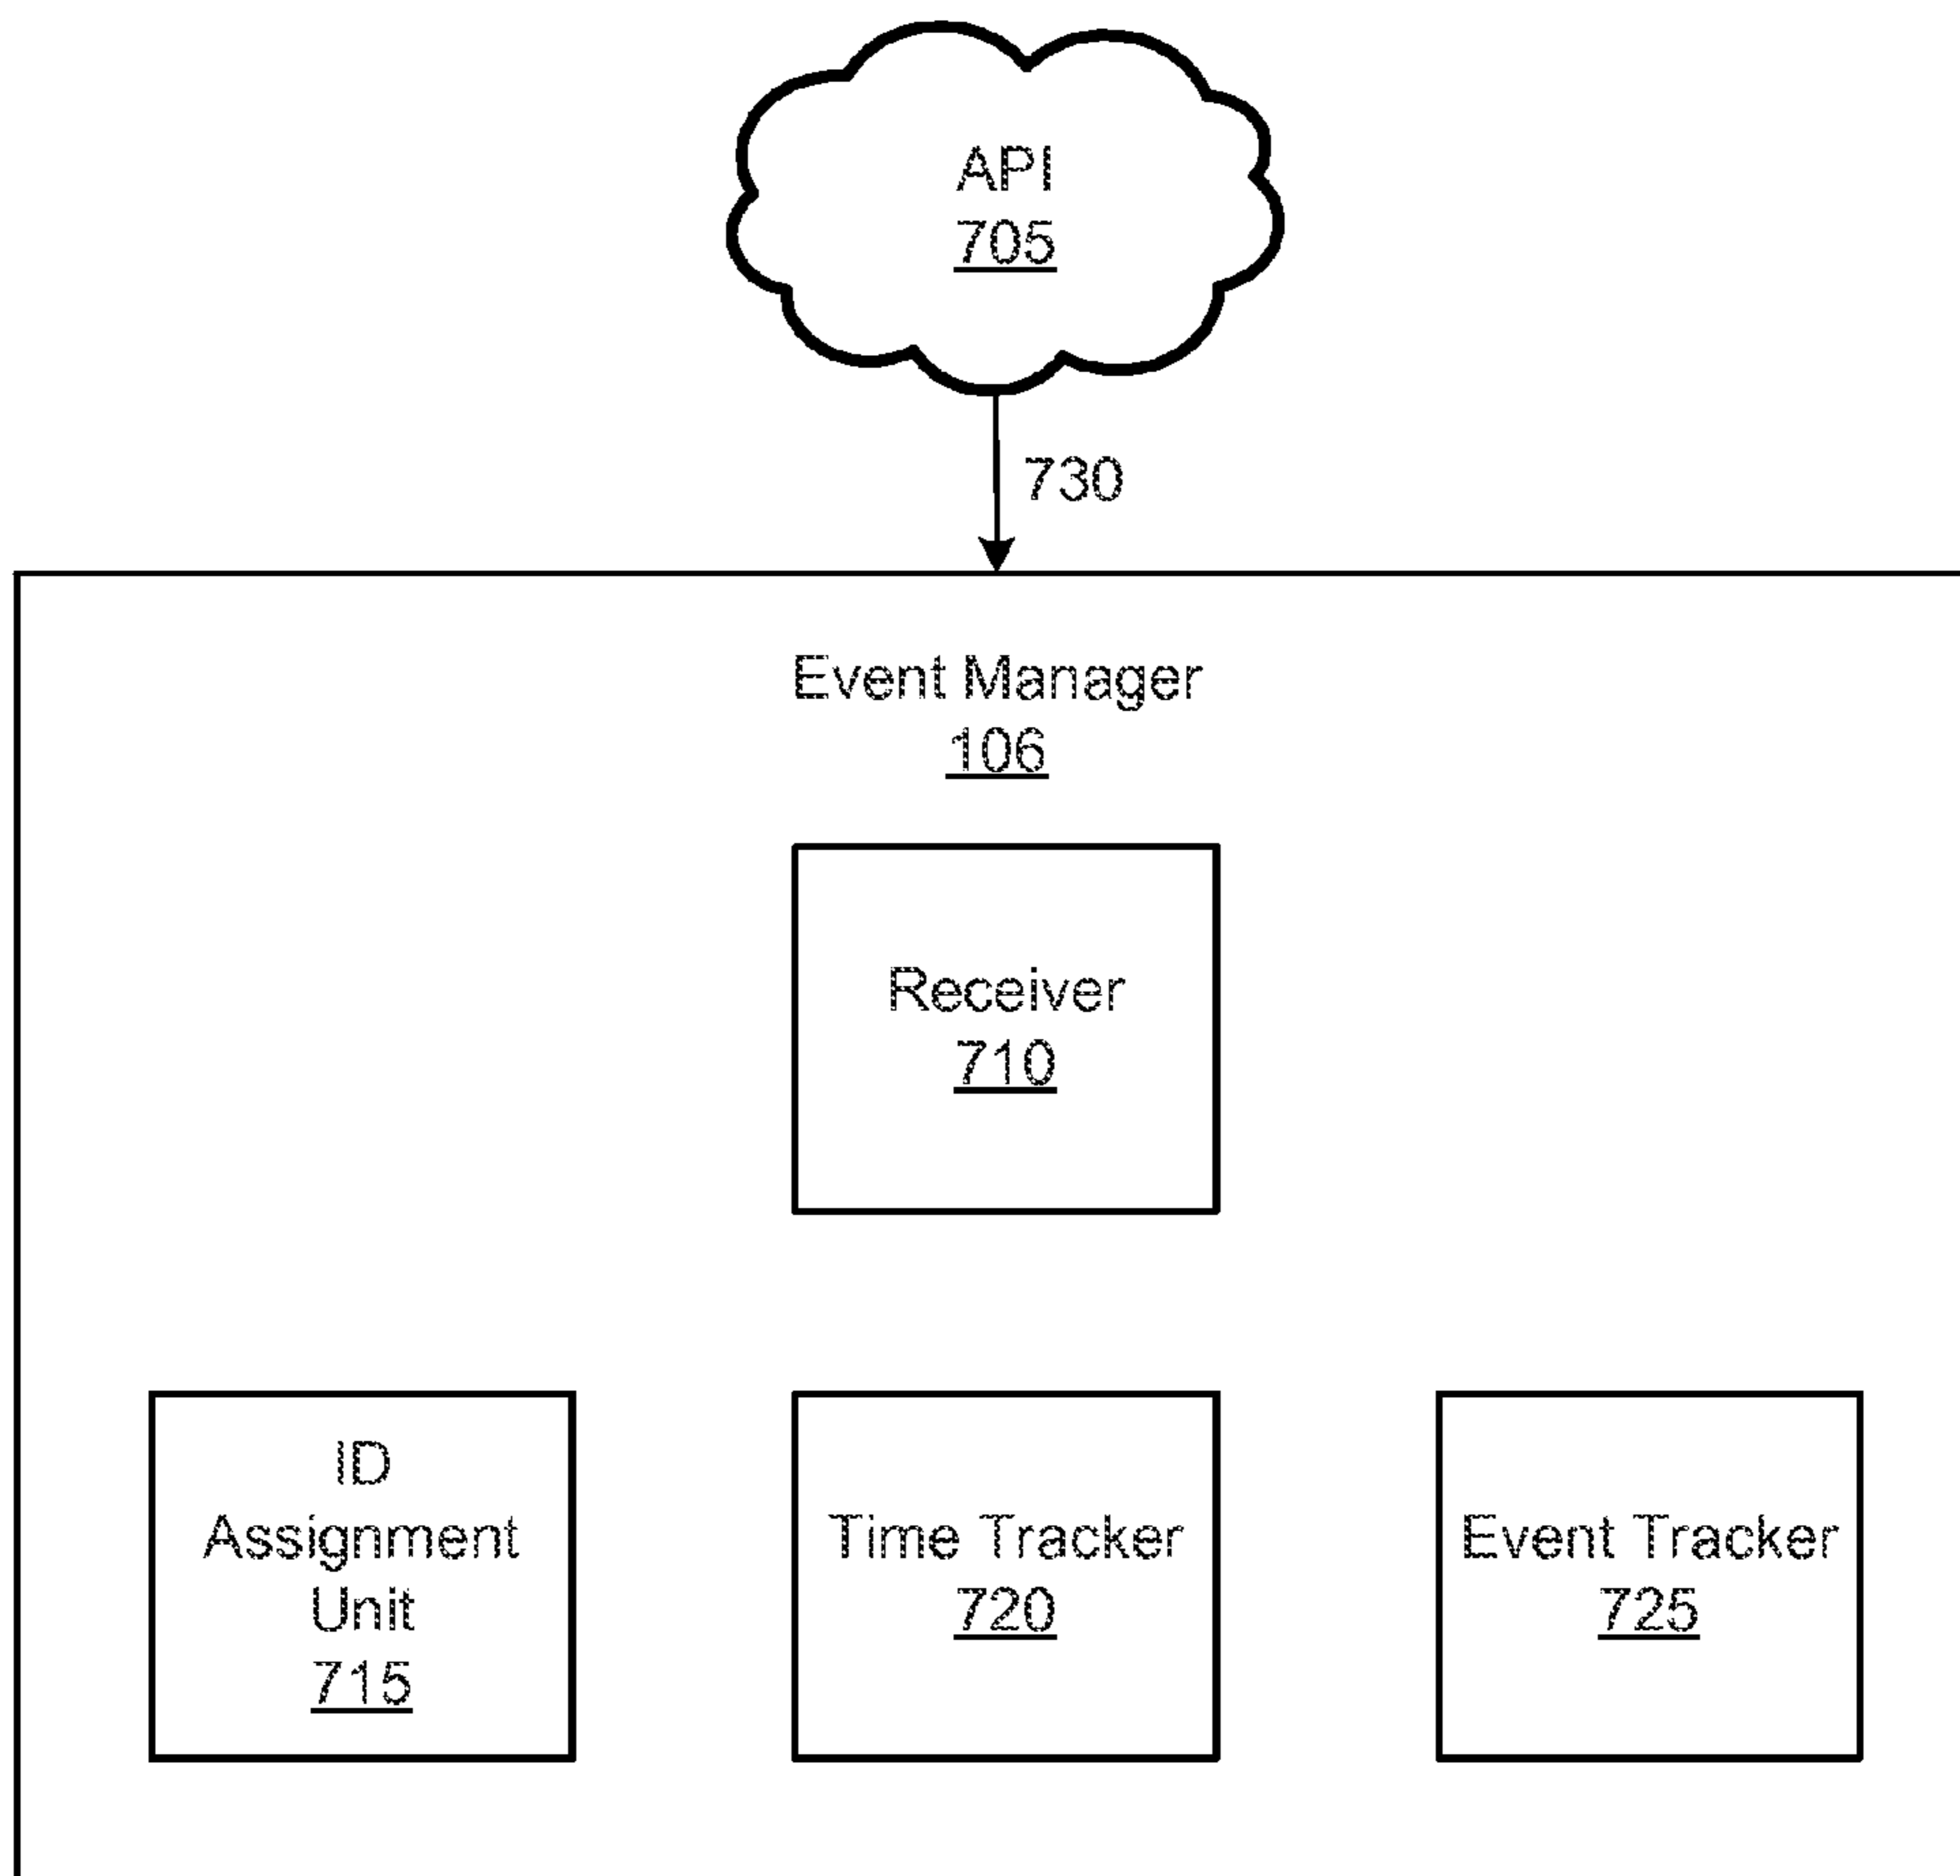 API
705
730
Event Manager
106
Receiver
710
ID
Assignment
Unit
715
Time Tracker
720
Event Tracker
725